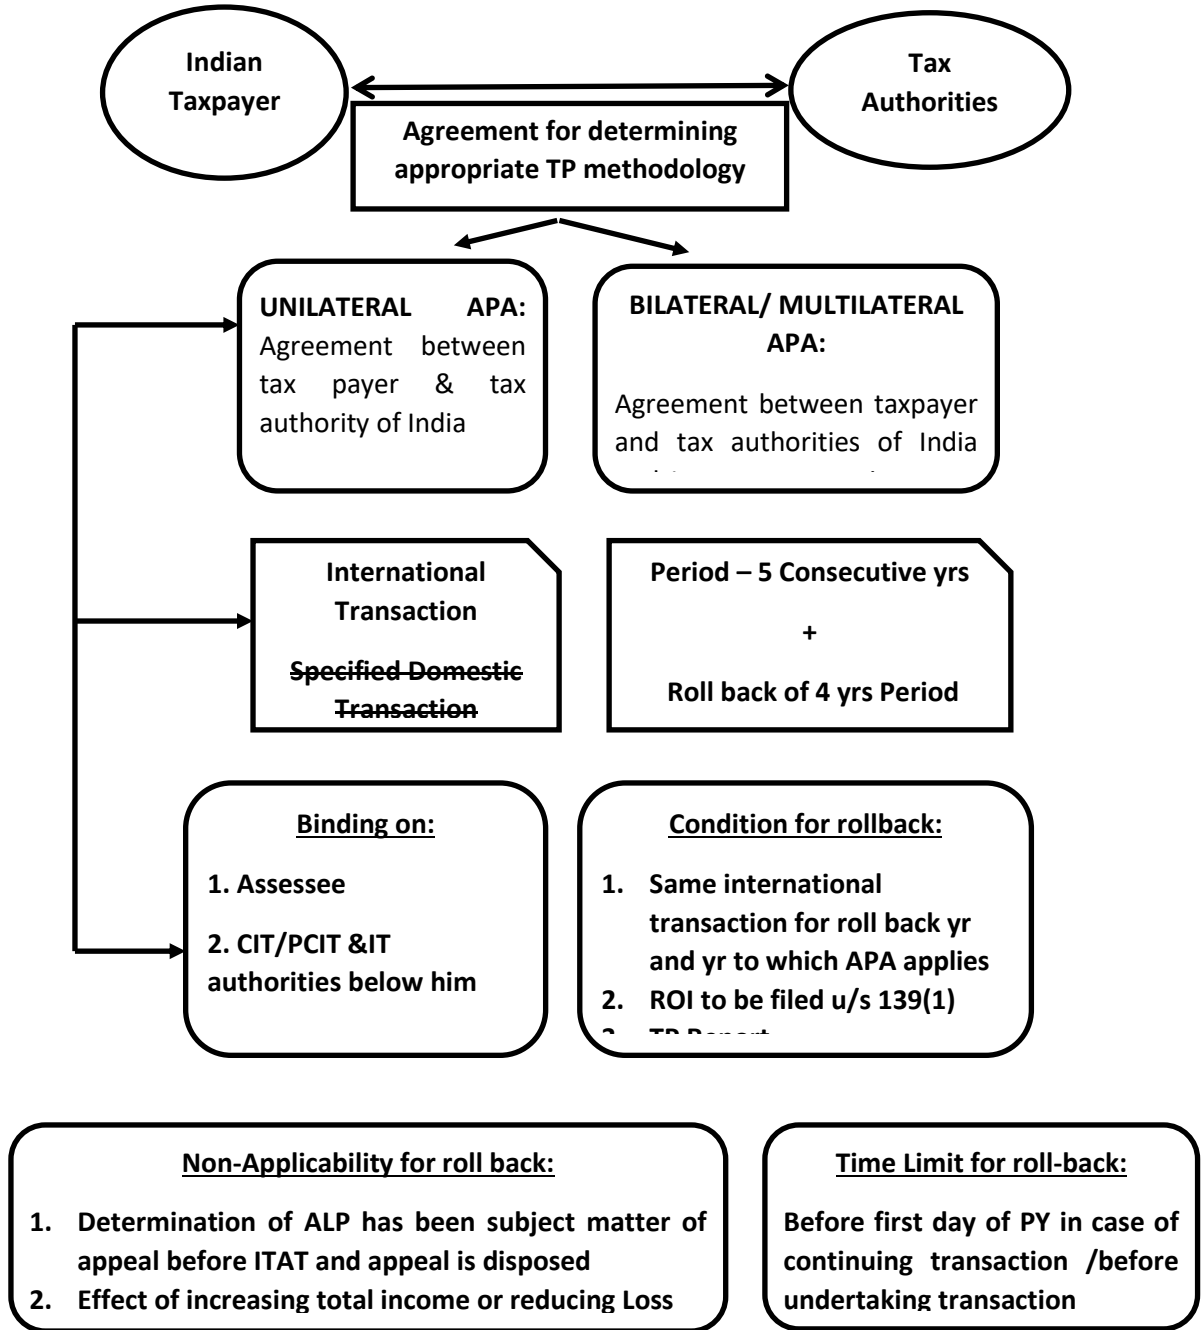 Indian
Taxpayer
Tax
Authorities
Agreement for determining
appropriate TP methodology
UNILATERAL APA:
Agreement between
tax payer & tax
authority of India
BILATERAL/ MULTILATERAL
APA:
Agreement between taxpayer
and tax authorities of India
International
Transaction
Specified Domestic
Transaction
Period – 5 Consecutive yrs
+
Roll back of 4 yrs Period
Binding on:
1. Assessee
2. CIT/PCIT &IT
authorities below him
Condition for rollback:
1. Same international
transaction for roll back yr
and yr to which APA applies
2. ROI to be filed u/s 139(1)
3. TP Report
Non-Applicability for roll back:
1. Determination of ALP has been subject matter of
appeal before ITAT and appeal is disposed
2. Effect of increasing total income or reducing Loss
Time Limit for roll-back:
Before first day of PY in case of
continuing transaction /before
undertaking transaction